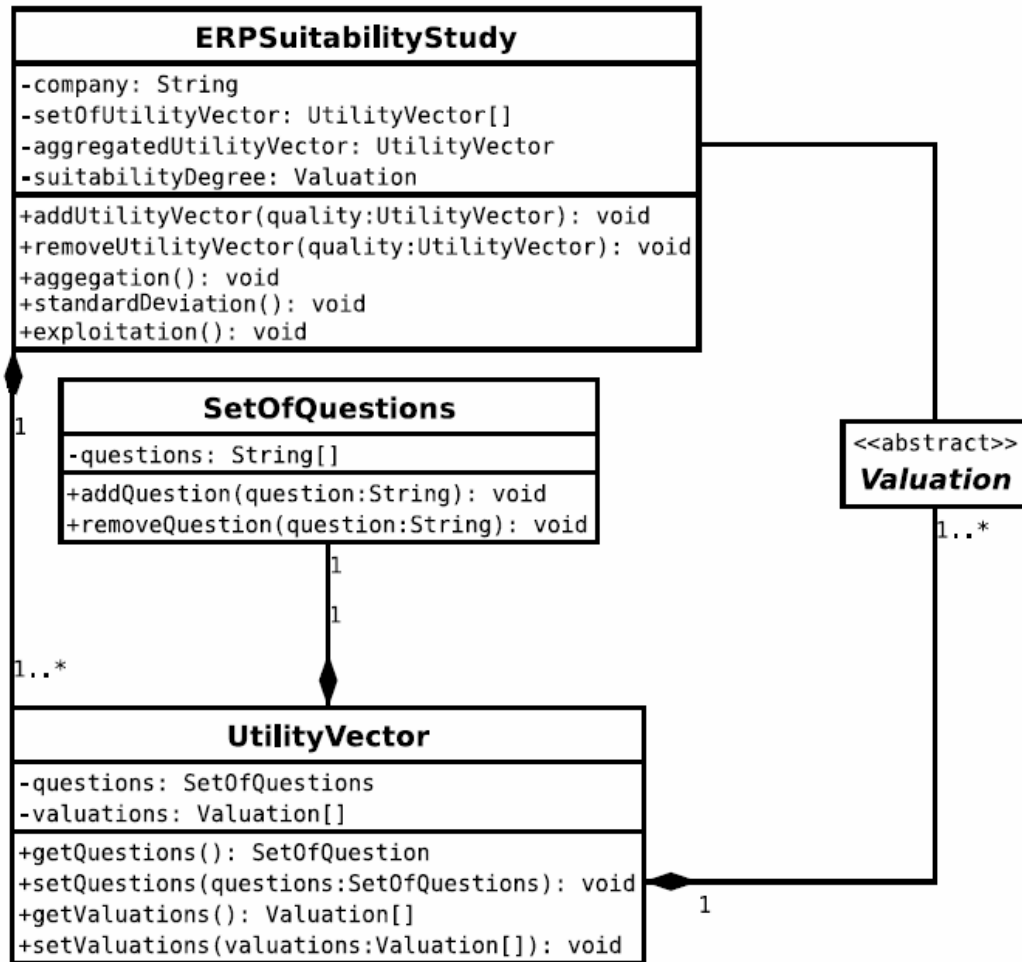 ERPSuitabilityStudy
-company: String
-setOfUtilityVector: UtilityVector[]
-aggregatedUtilityVector: UtilityVector
-suitabilityDegree: Valuation
+addUtilityVector(quality:UtilityVector): void
+removeUtilityVector(quality:UtilityVector): void
+aggegation(): void
+standardDeviation(): void
+exploitation(): void
1
SetOfQuestions
-questions: String[]
+addQuestion(question:String): void
+removeQuestion(question:String): void
<<abstract>>
Valuation
1..*
1
1
1..*
UtilityVector
-questions: SetOfQuestions
-valuations: Valuation[]
+getQuestions(): SetOfQuestion
+setQuestions(questions:SetOfQuestions): void
+getValuations(): Valuation[]
+setValuations(valuations:Valuation[]): void
1